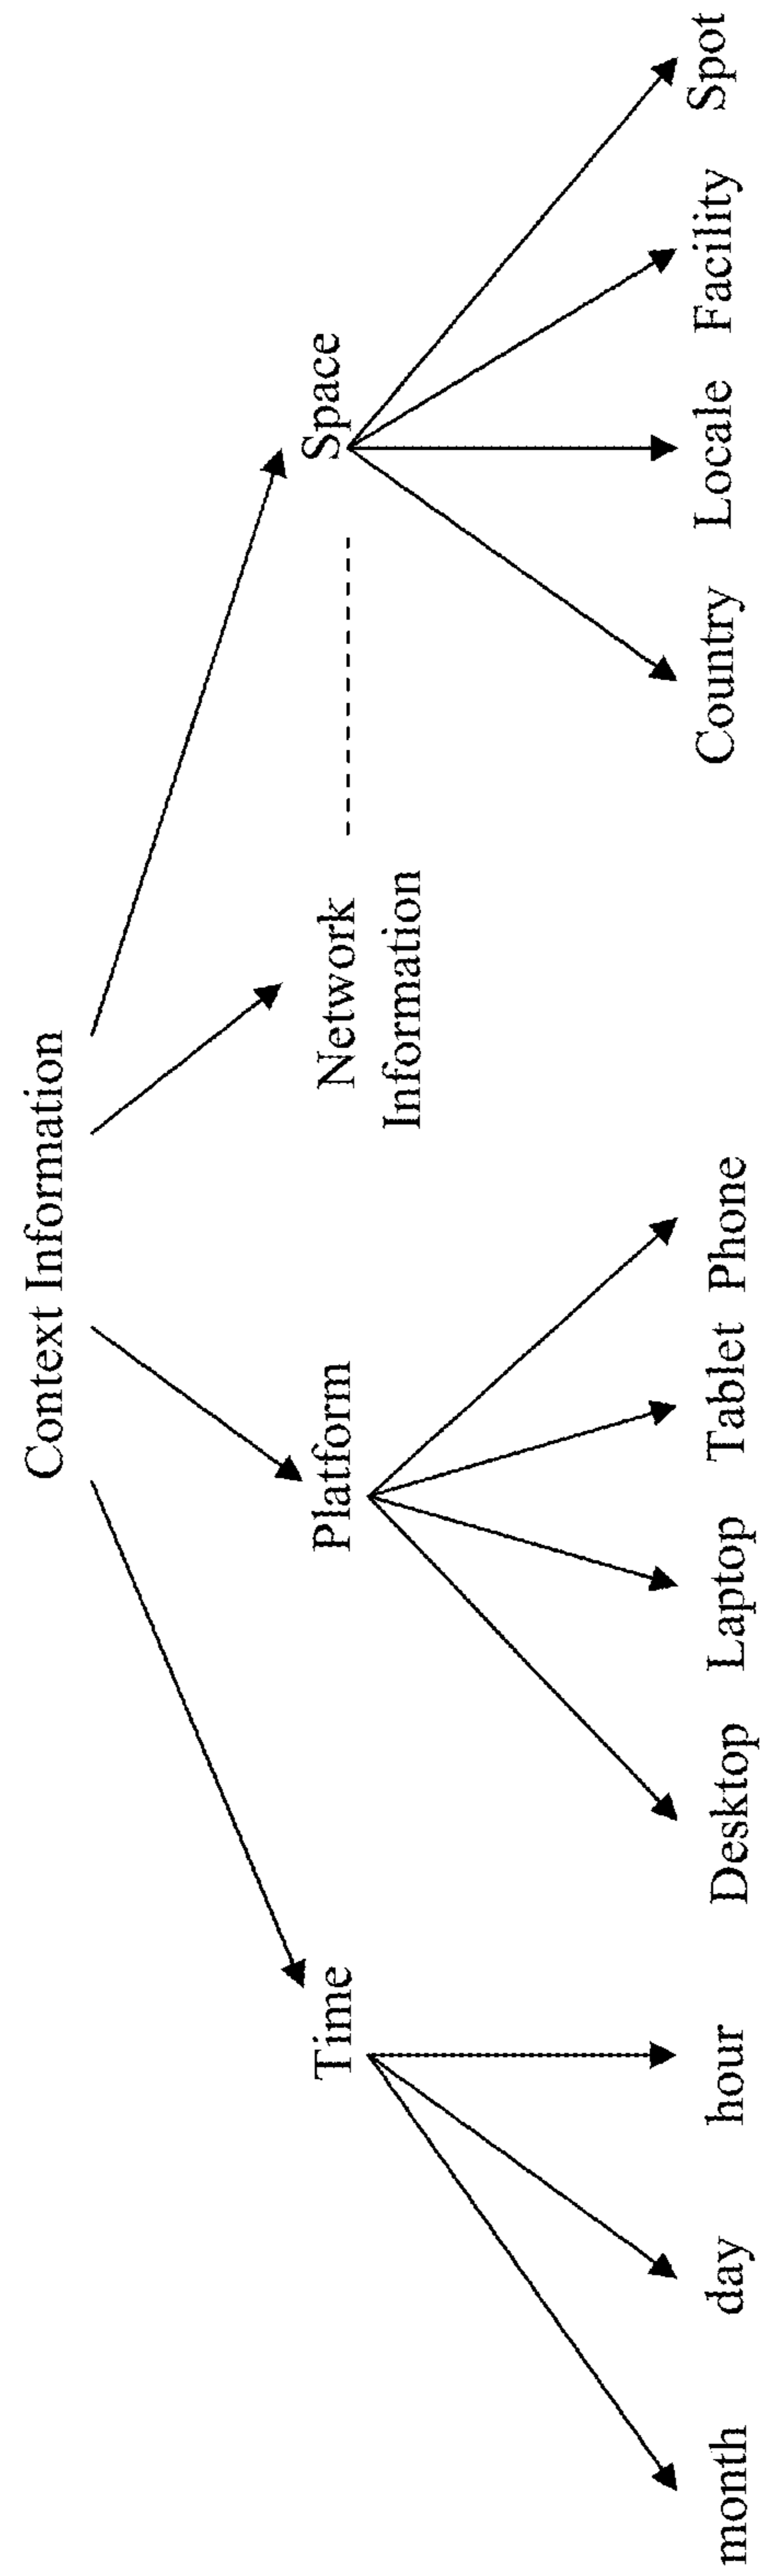 Context Information
Time
Platform
Network
Information
Space
month
day
hour
Desktop
Laptop
Tablet
Phone
Country
Locale
Facility
Spot